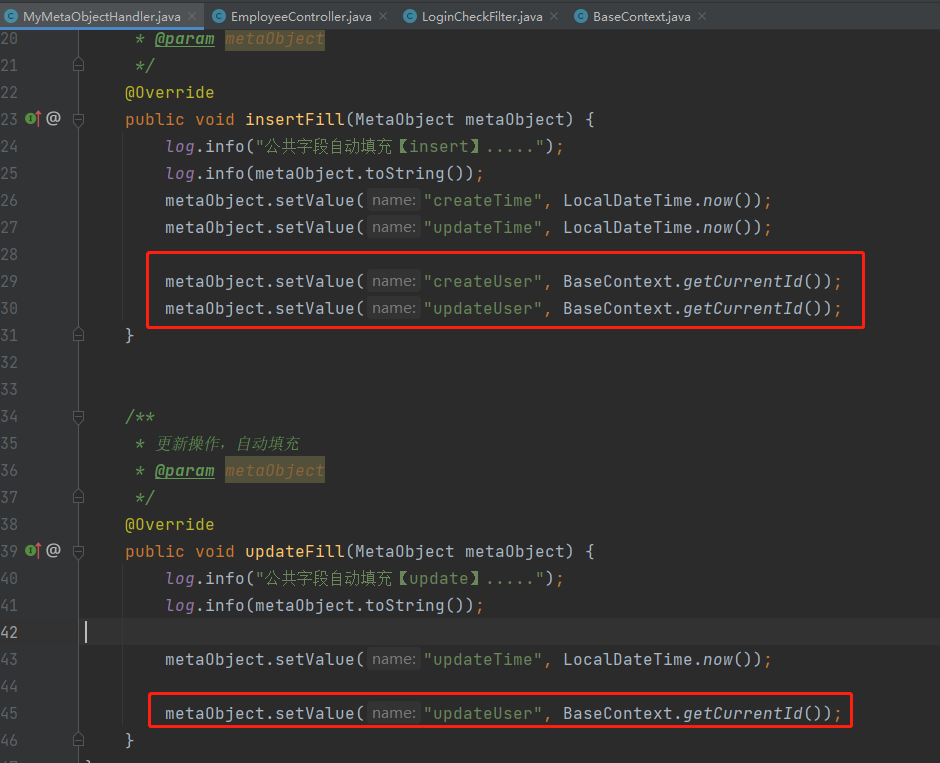 MyMetaObjectHandler.java EmployeeController.java LoginCheckFilter.java BaseContext.java
20 * @param metaObject
21 */
22 @Override
23 public void insertFill(MetaObject metaObject) {
24 log.info("公共字段自动填充【insert】.....");
25 log.info(metaObject.toString());
26 metaObject.setValue( name: "createTime", LocalDateTime.now());
27 metaObject.setValue( name: "updateTime", LocalDateTime.now());
28
29 metaObject.setValue( name: "createUser", BaseContext.getCurrentId());
30 metaObject.setValue( name: "updateUser", BaseContext.getCurrentId());
31 }
32
33
34 /**
35 * 更新操作，自动填充
36 * @param metaObject
37 */
38 @Override
39 public void updateFill(MetaObject metaObject) {
40 log.info("公共字段自动填充【update】.....");
41 log.info(metaObject.toString());
42
43 metaObject.setValue( name: "updateTime", LocalDateTime.now());
44
45 metaObject.setValue( name: "updateUser", BaseContext.getCurrentId());
46 }